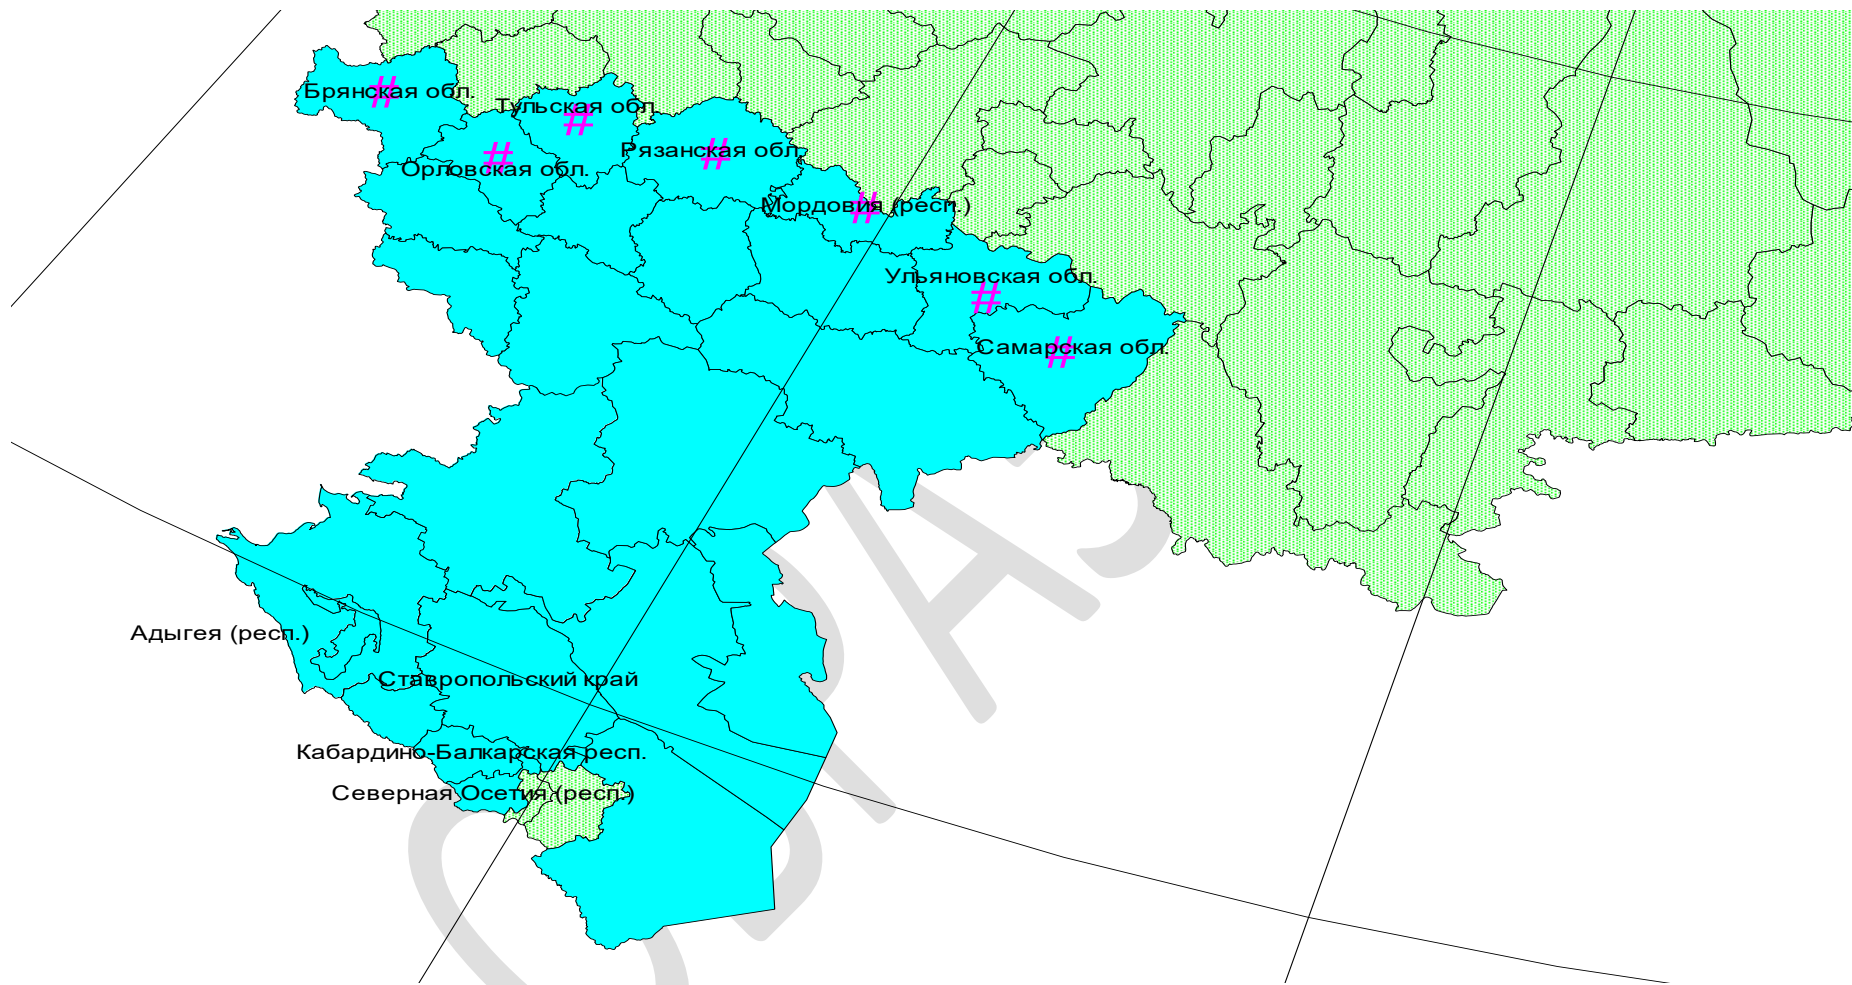 Брянская обл.
#
Тульская обл.
#
Орловская обл.
#
Рязанская обл.
#
Мордовия (респ.)
#
Ульяновская обл.
#
Самарская обл.
#
Адыгея (респ.)
Ставропольский край
Кабардино-Балкарская респ.
Северная Осетия (респ.)